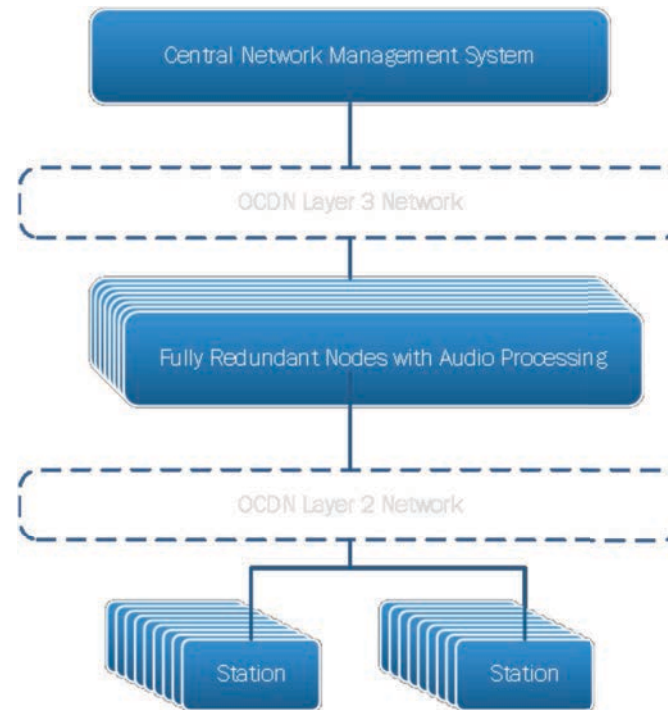 Central Network Management System
OCDN Layer 3 Network
Fully Redundant Nodes with Audio Processing
OCDN Layer 2 Network
Station
Station